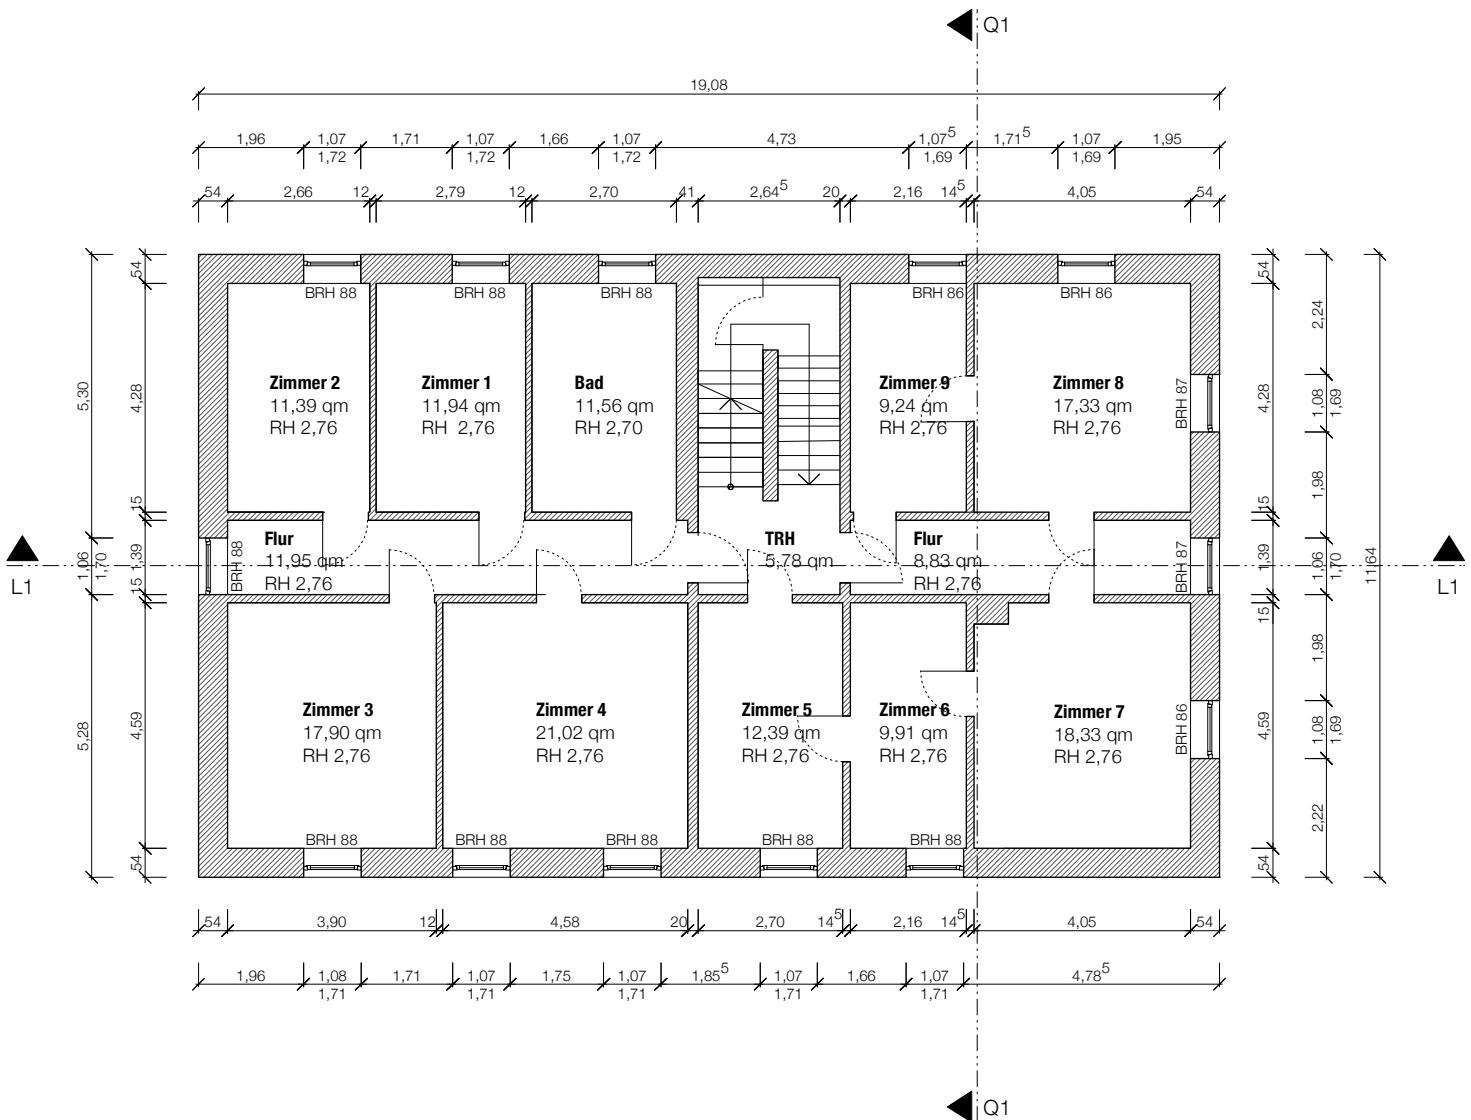 Q1
19,08
1,96 1,07 1,71 1,07 1,66 1,07 4,73 1,07⁵ 1,71⁵ 1,07 1,95
1,72 1,72 1,72 1,69 1,69
54 2,66 12 2,79 12 2,70 41 2,64⁵ 20 2,16 14⁵ 4,05 54
BRH 88 BRH 88 BRH 88 BRH 86 BRH 86
Zimmer 2
11,39 qm
RH 2,76
Zimmer 1
11,94 qm
RH 2,76
Bad
11,56 qm
RH 2,70
Zimmer 9
9,24 qm
RH 2,76
Zimmer 8
17,33 qm
RH 2,76
BRH 87
5,30
1,06
1,70
5,28
54
4,28
15
1,39
15
4,59
54
L1
BRH 88
Flur
11,95 qm
RH 2,76
TRH
5,78 qm
Flur
8,83 qm
RH 2,76
BRH 87
54
4,28
15
1,39
15
4,59
54
2,24
1,08
1,69
1,98
1,06
1,70
1,98
1,08
1,69
2,22
11,64
L1
Zimmer 3
17,90 qm
RH 2,76
Zimmer 4
21,02 qm
RH 2,76
Zimmer 5
12,39 qm
RH 2,76
Zimmer 6
9,91 qm
RH 2,76
Zimmer 7
18,33 qm
RH 2,76
BRH 86
BRH 88 BRH 88 BRH 88 BRH 88 BRH 88
54 3,90 12 4,58 20 2,70 14⁵ 2,16 14⁵ 4,05 54
1,96 1,08 1,71 1,07 1,75 1,07 1,85⁵ 1,07 1,66 1,07 4,78⁵
1,71 1,71 1,71 1,71 1,71
Q1